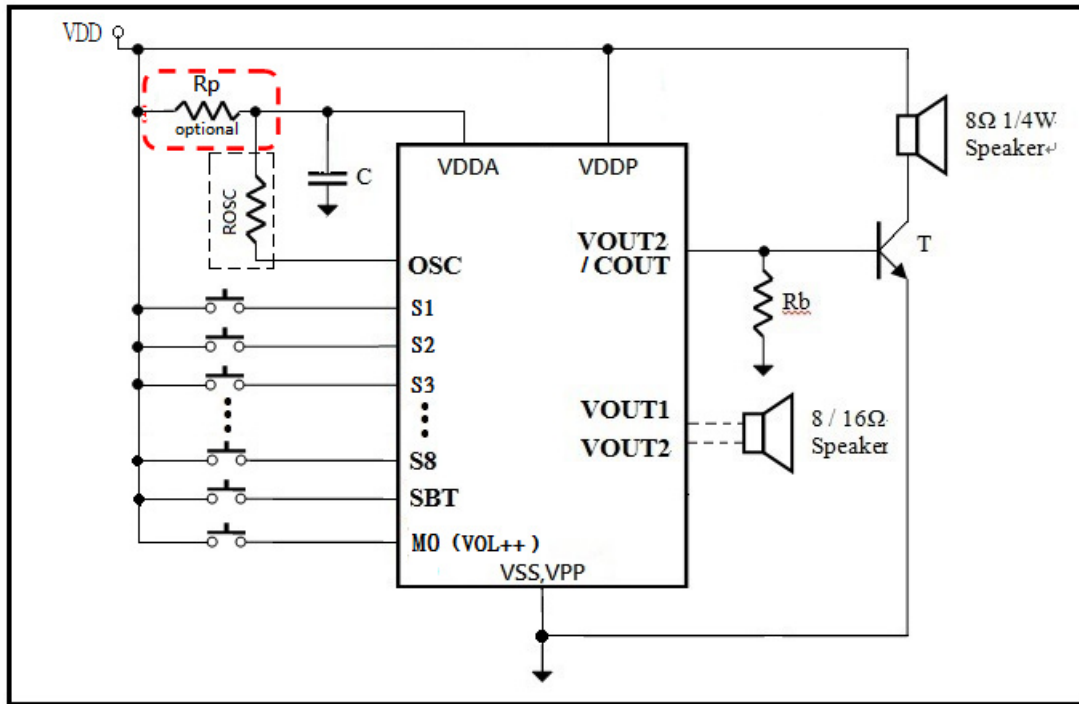 VDD
Rp
optional
ROSC
C
VDDA
VDDP
8Ω 1/4W
Speaker
T
OSC
VOUT2
/ COUT
Rb
S1
S2
S3
S8
SBT
M0 (VOL++)
VOUT1
VOUT2
8 / 16Ω
Speaker
VSS,VPP